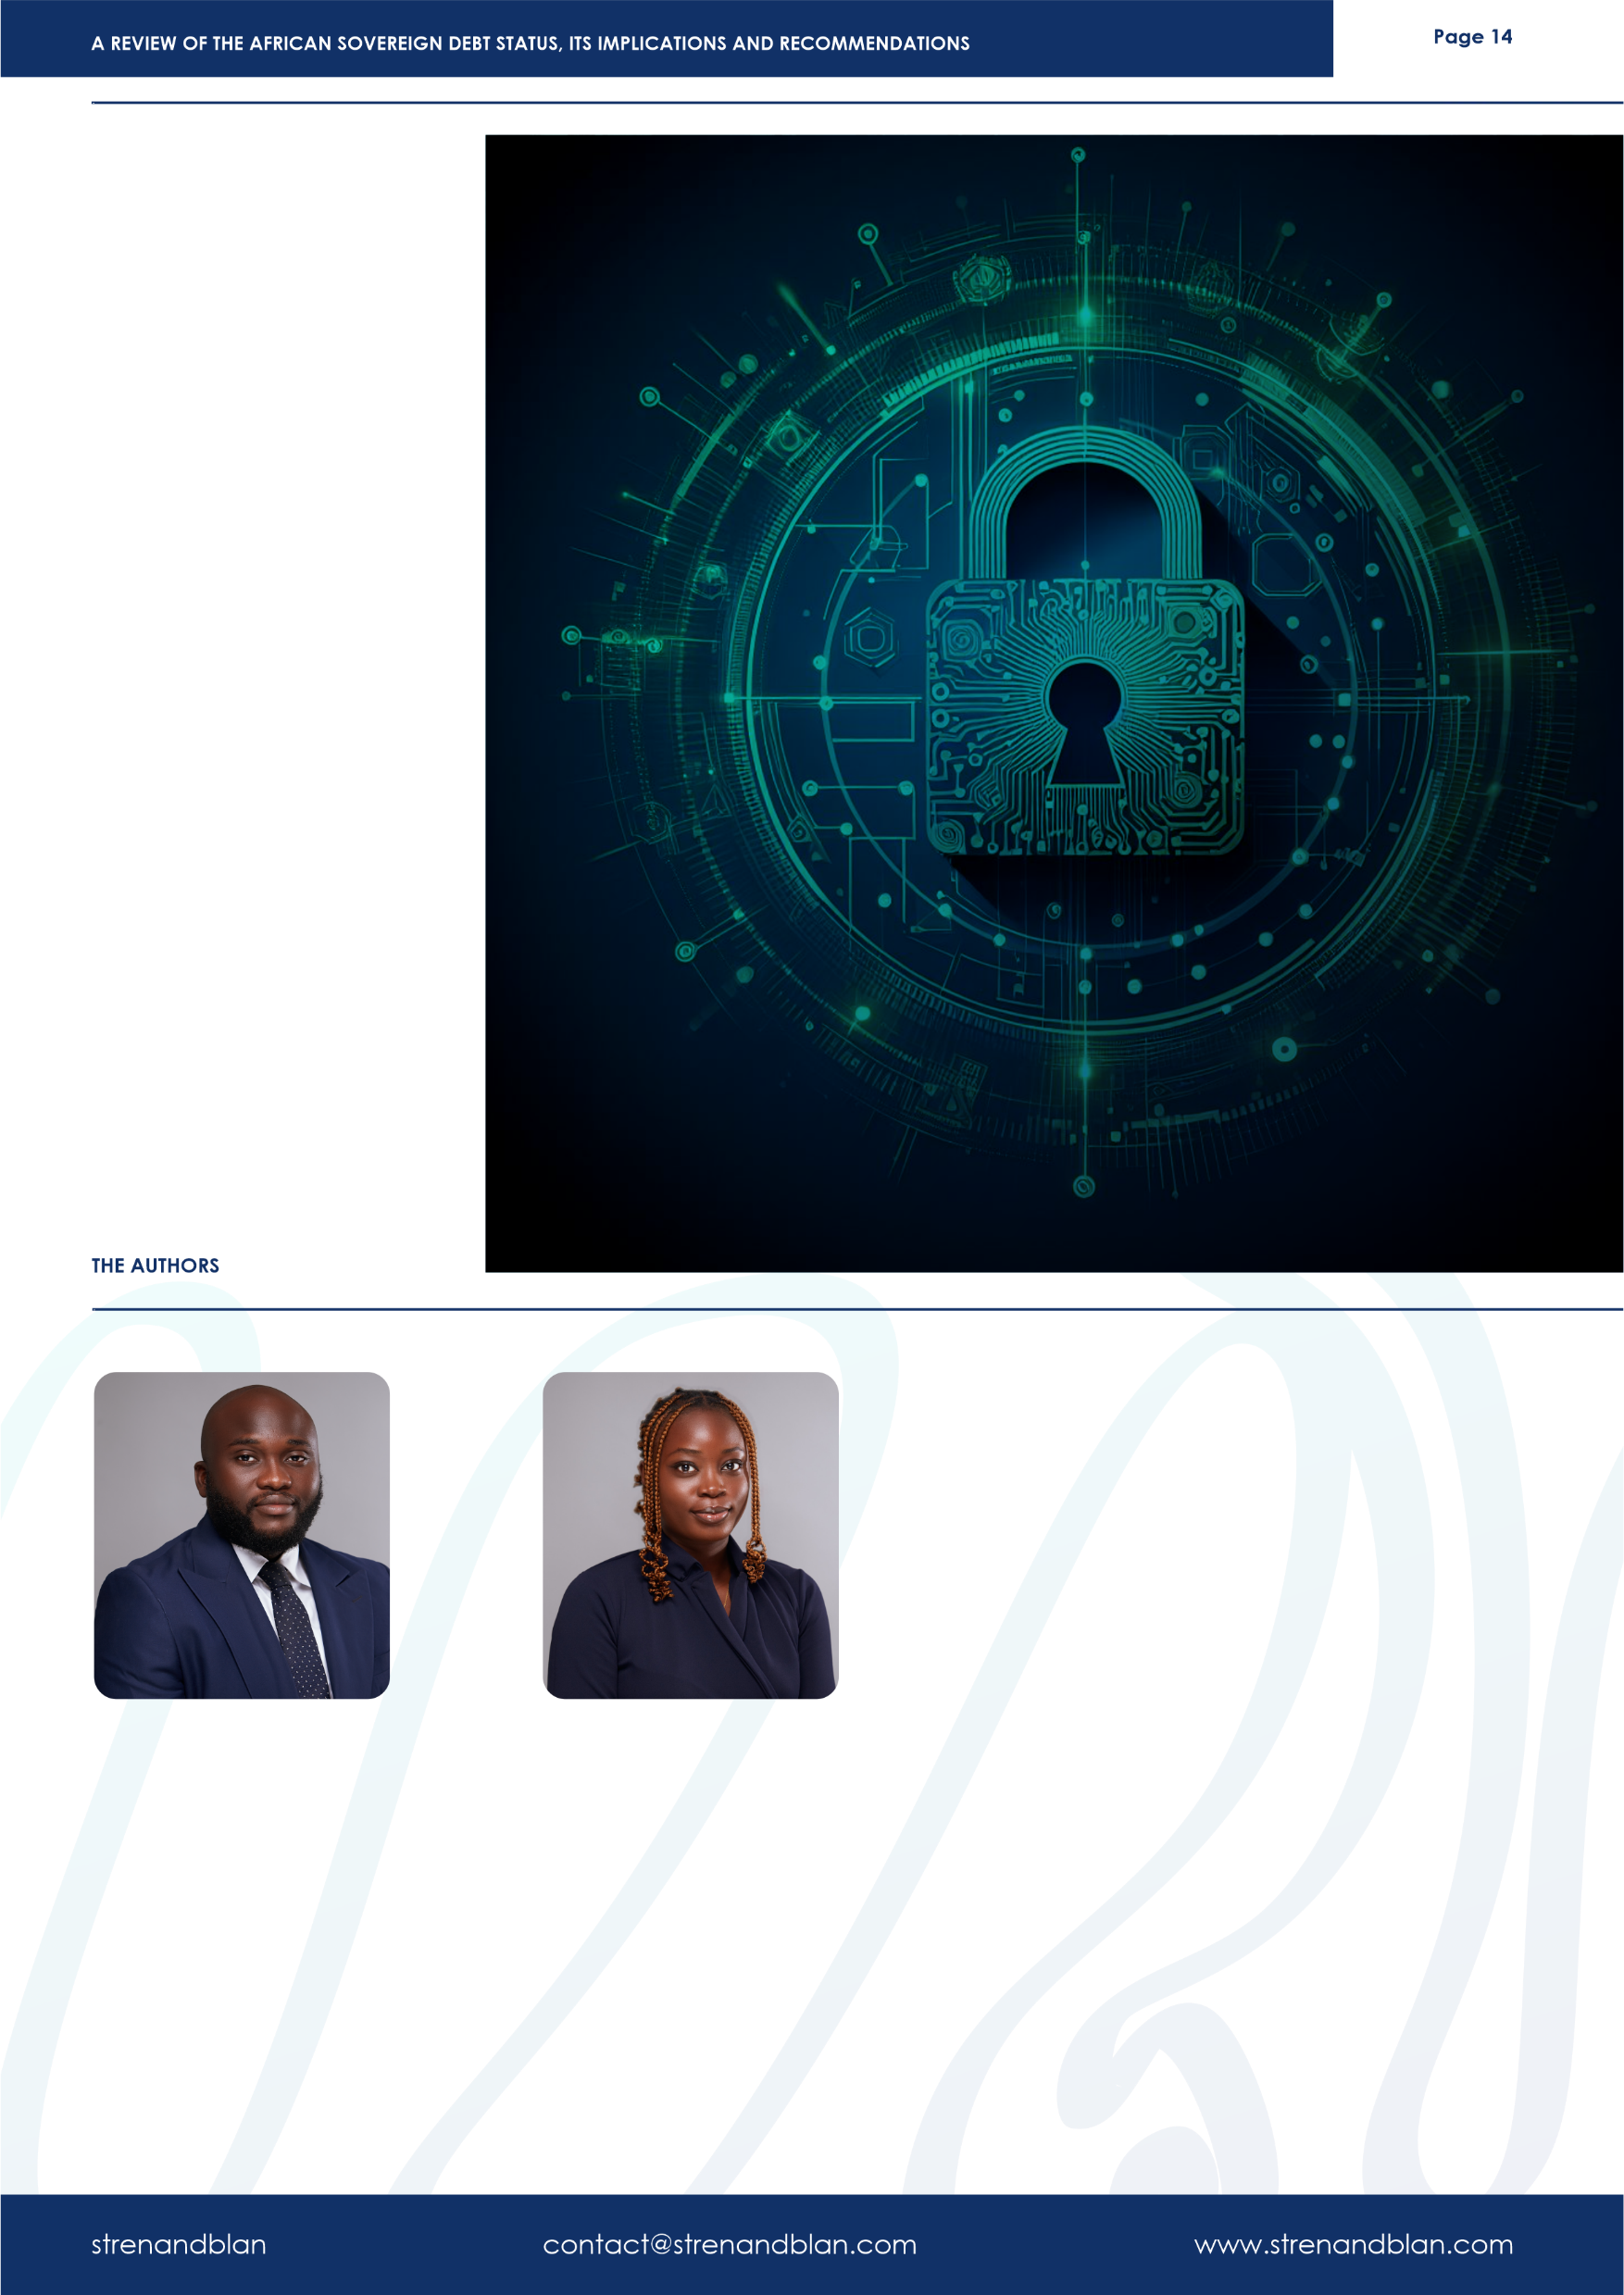 A REVIEW OF THE AFRICAN SOVEREIGN DEBT STATUS, ITS IMPLICATIONS AND RECOMMENDATIONS
Page 14
THE AUTHORS
strenandblan
contact@strenandblan.com
www.strenandblan.com